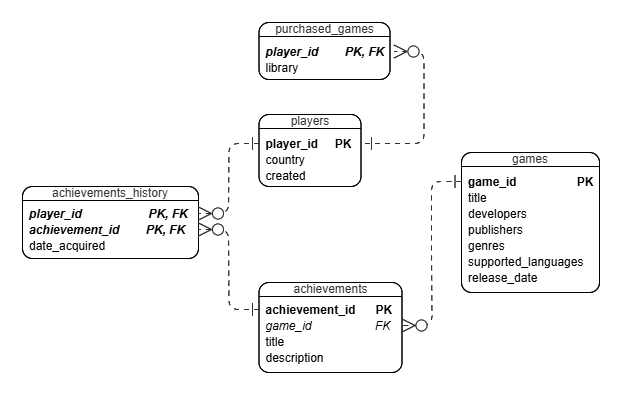 purchased_games
player_id PK, FK
library
players
player_id PK
country
created
games
game_id PK
title
developers
publishers
genres
supported_languages
release_date
achievements_history
player_id PK, FK
achievement_id PK, FK
date_acquired
achievements
achievement_id PK
game_id FK
title
description